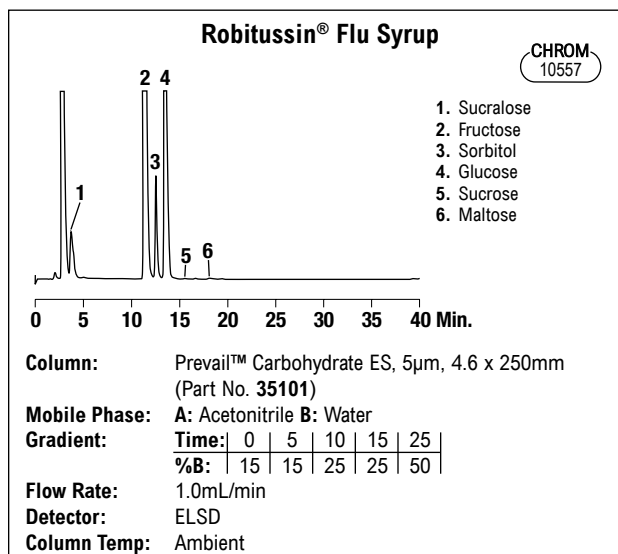 Robitussin® Flu Syrup
CHROM
10557
2 4
1. Sucralose
2. Fructose
3. Sorbitol
4. Glucose
5. Sucrose
6. Maltose
3
1
5
6
0 5 10 15 20 25 30 35 40 Min.
Column: Prevail™ Carbohydrate ES, 5µm, 4.6 x 250mm
(Part No. 35101)
Mobile Phase: A: Acetonitrile B: Water
Gradient: Time: 0 5 10 15 25
%B: 15 15 25 25 50
Flow Rate: 1.0mL/min
Detector: ELSD
Column Temp: Ambient